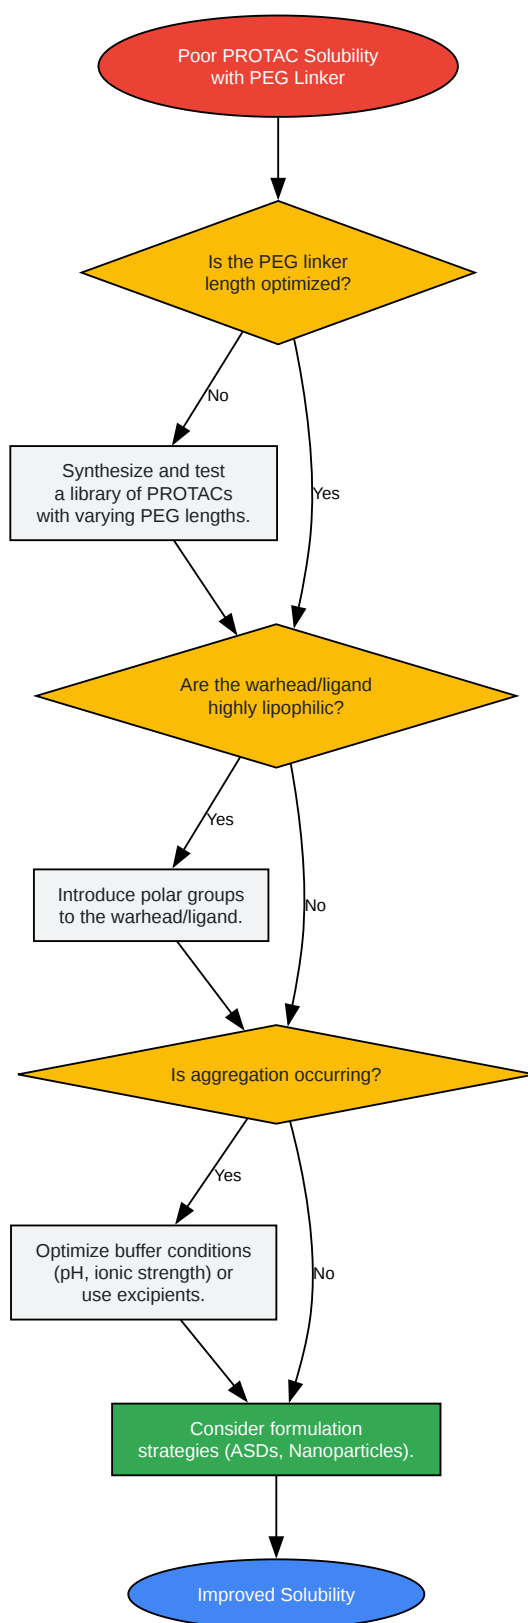 Poor PROTAC Solubility
with PEG Linker
Is the PEG linker
length optimized?
No
Synthesize and test
a library of PROTACs
with varying PEG lengths.
Yes
Are the warhead/ligand
highly lipophilic?
Yes
Introduce polar groups
to the warhead/ligand.
No
Is aggregation occurring?
Yes
Optimize buffer conditions
(pH, ionic strength) or
use excipients.
No
Consider formulation
strategies (ASDs, Nanoparticles).
Improved Solubility